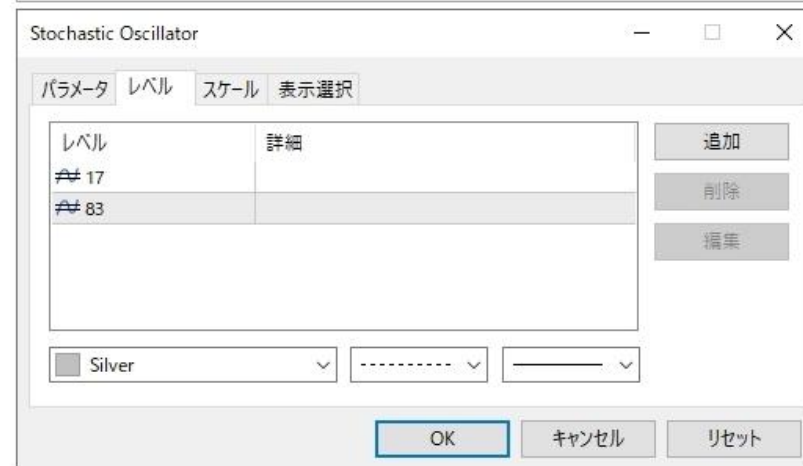 Stochastic Oscillator
パラメータ レベル スケール 表示選択
レベル 詳細 追加
17
削除
83
編集
Silver
OK キャンセル リセット